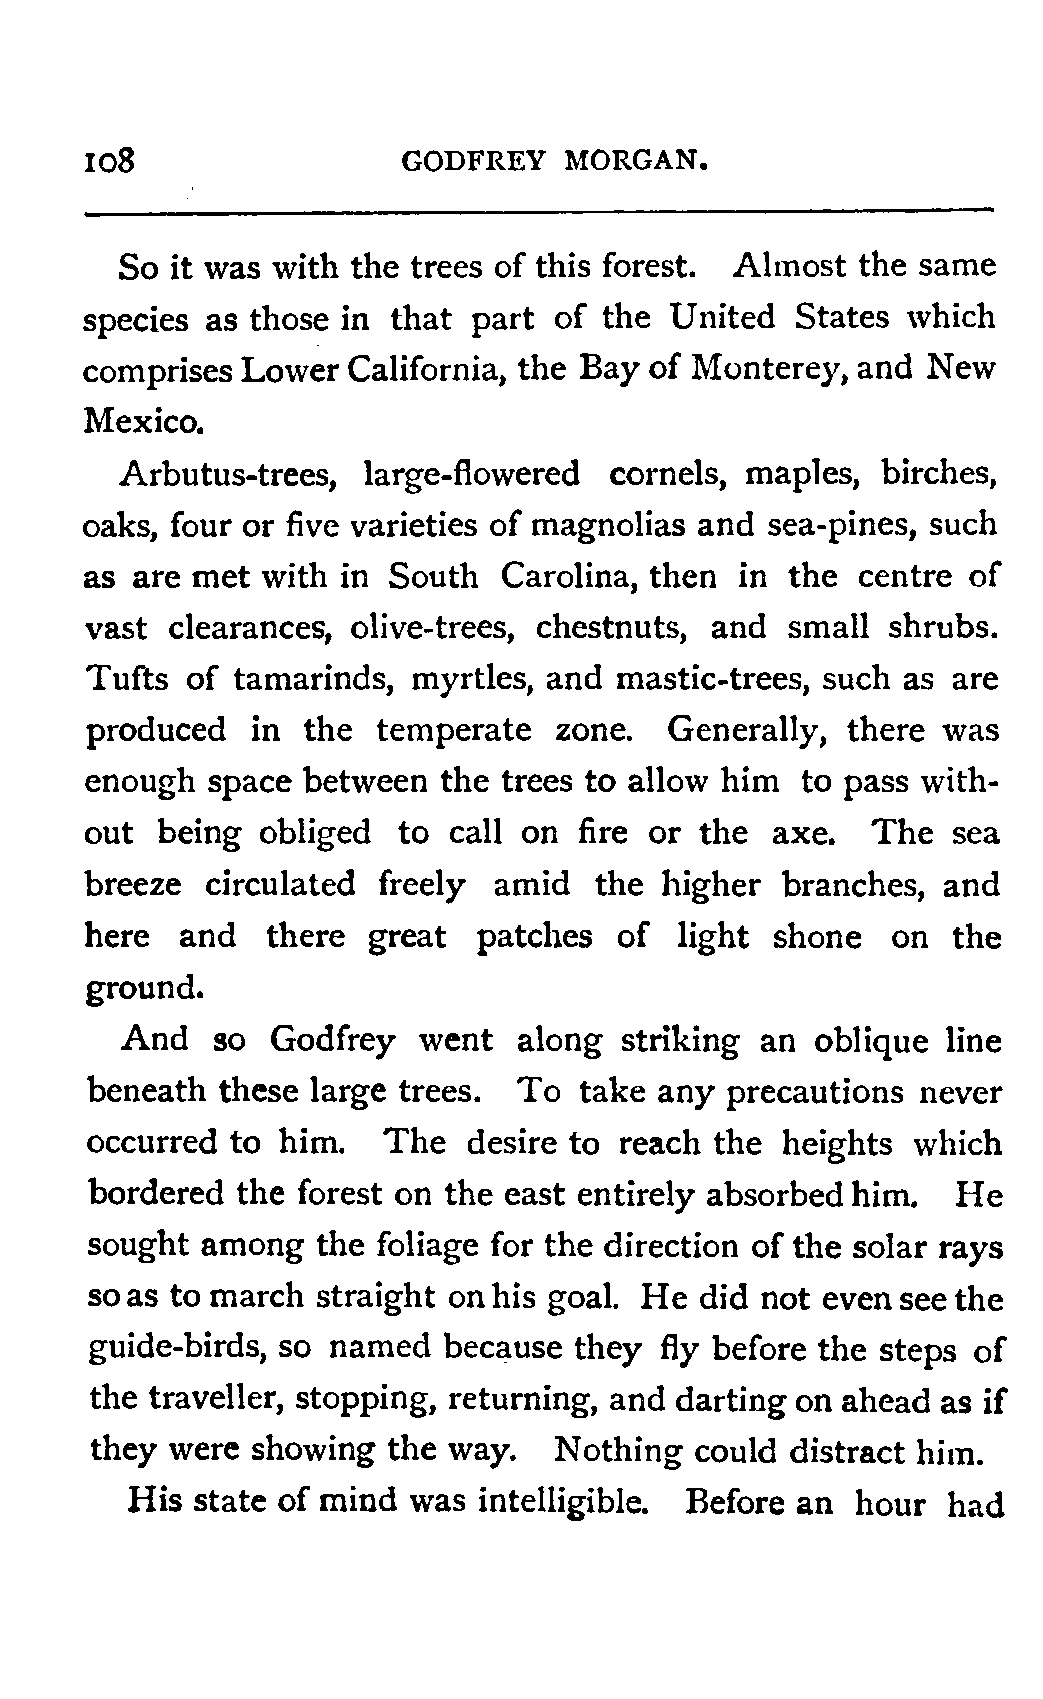 108 GODFREY MORGAN.
So it was with the trees of this forest. Almost the same
species as those in that part of the United States which
comprises Lower California, the Bay of Monterey, and New
Mexico.
Arbutus-trees, large-flowered cornels, maples, birches,
oaks, four or five varieties of magnolias and sea-pines, such
as are met with in South Carolina, then in the centre of
vast clearances, olive-trees, chestnuts, and small shrubs.
Tufts of tamarinds, myrtles, and mastic-trees, such as are
produced in the temperate zone. Generally, there was
enough space between the trees to allow him to pass with-
out being obliged to call on fire or the axe. The sea
breeze circulated freely amid the higher branches, and
here and there great patches of light shone on the
ground.
And so Godfrey went along striking an oblique line
beneath these large trees. To take any precautions never
occurred to him. The desire to reach the heights which
bordered the forest on the east entirely absorbed him. He
sought among the foliage for the direction of the solar rays
so as to march straight on his goal. He did not even see the
guide-birds, so named because they fly before the steps of
the traveller, stopping, returning, and darting on ahead as if
they were showing the way. Nothing could distract him.
His state of mind was intelligible. Before an hour had